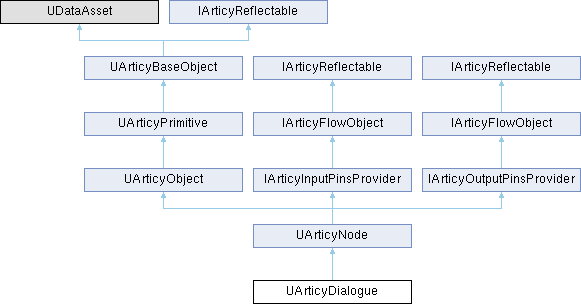 UDataAsset
IArticyReflectable
UArticyBaseObject
IArticyReflectable
IArticyReflectable
UArticyPrimitive
IArticyFlowObject
IArticyFlowObject
UArticyObject
IArticyInputPinsProvider
IArticyOutputPinsProvider
UArticyNode
UArticyDialogue